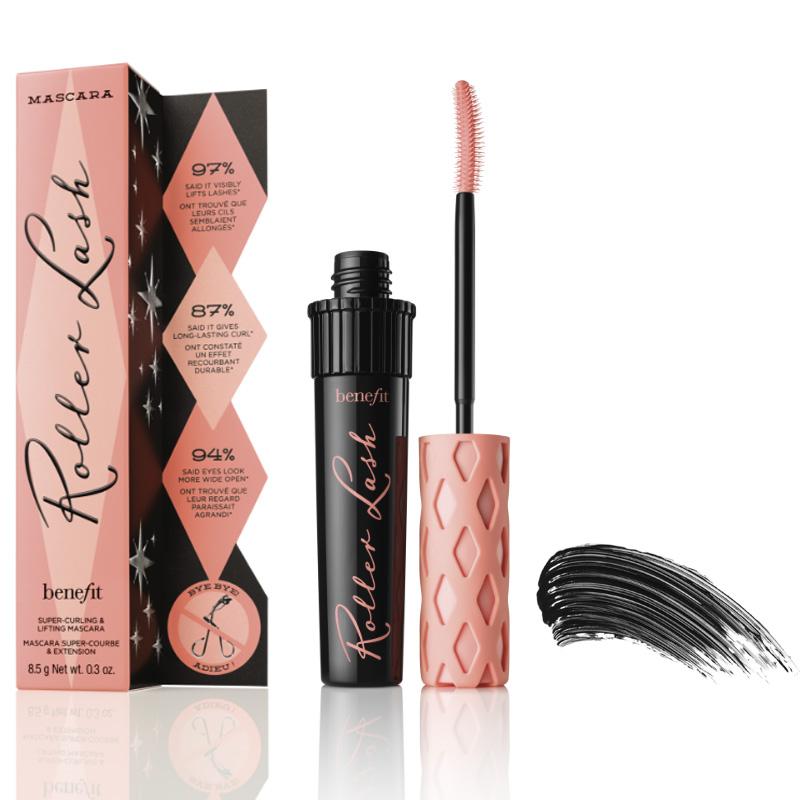 MASCARA
Roller Lash
benefit
SUPER-CURLING &
LIFTING MASCARA
MASCARA SUPER-COURBE
& EXTENSION
8.5 g Net wt. 0.3 oz.
97%
SAID IT VISIBLY
LIFTS LASHES*
ONT TROUVÉ QUE
LEURS CILS
SEMBLAIENT
ALLONGÉS*
87%
SAID IT GIVES
LONG-LASTING CURL*
ONT CONSTATÉ
UN EFFET
RECOURBANT
DURABLE*
94%
SAID EYES LOOK
MORE WIDE OPEN*
ONT TROUVÉ QUE
LEUR REGARD
PARAISSAIT
AGRANDI*
BYE BYE!
ADIEU!
benefit
Roller Lash